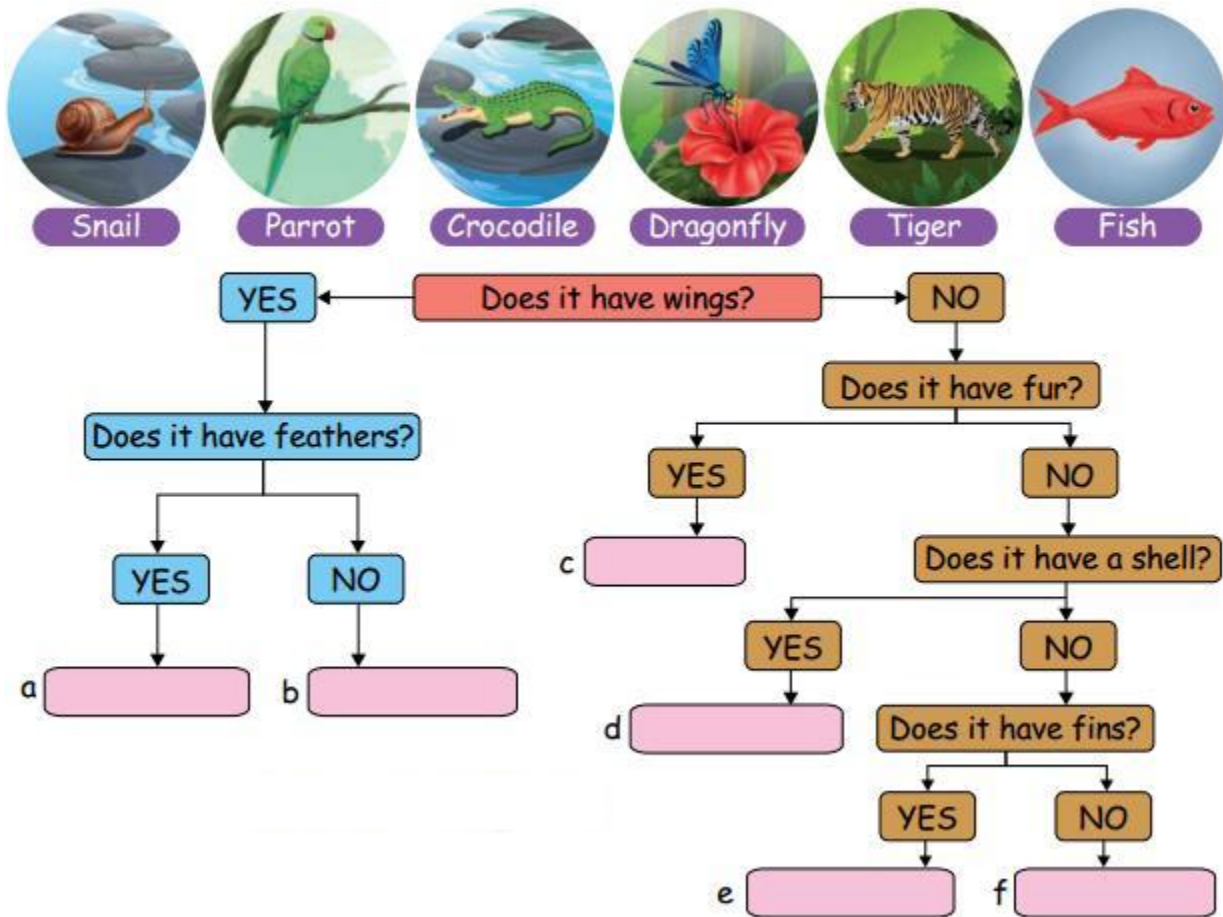 Snail Parrot Crocodile Dragonfly Tiger Fish
YES Does it have wings? NO
Does it have fur?
Does it have feathers?
YES NO
Does it have a shell?
c
YES NO
YES NO
a b
d Does it have fins?
YES NO
e f